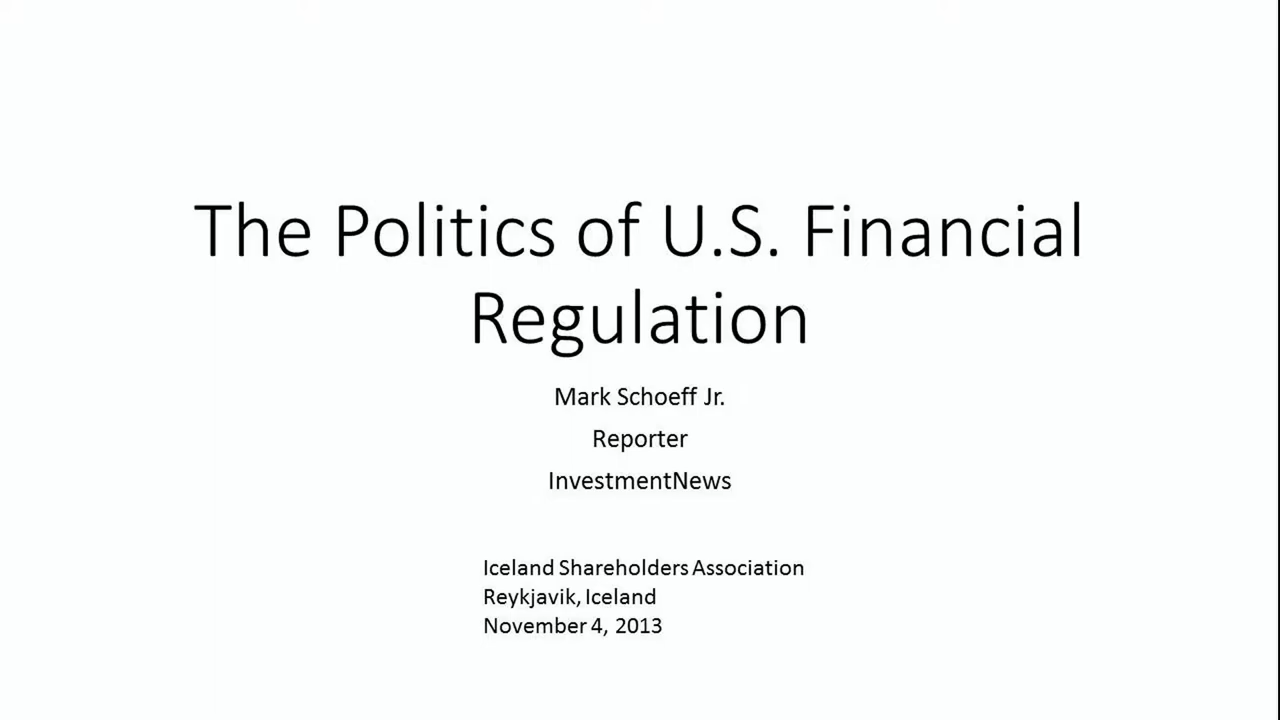 The Politics of U.S. Financial
Regulation
Mark Schoeff Jr.
Reporter
InvestmentNews
Iceland Shareholders Association
Reykjavik, Iceland
November 4, 2013